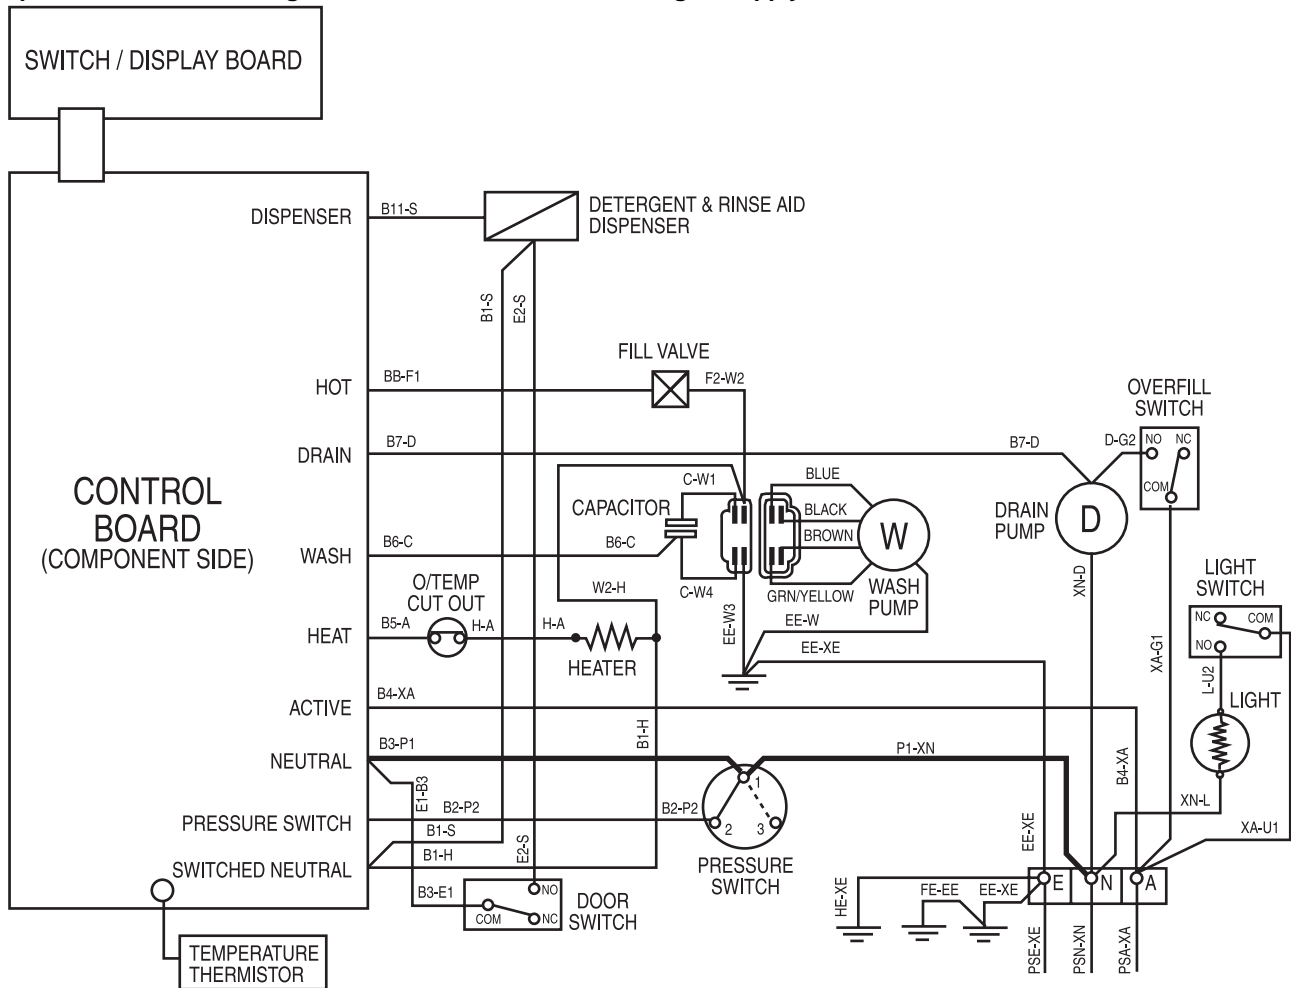 SWITCH / DISPLAY BOARD
DISPENSER
B11-S
DETERGENT & RINSE AID
DISPENSER
B1-S
E2-S
FILL VALVE
HOT
BB-F1
F2-W2
OVERFILL
SWITCH
DRAIN
B7-D
B7-D
D-G2
NO
NC
COM
CONTROL
BOARD
(COMPONENT SIDE)
C-W1
CAPACITOR
BLUE
BLACK
BROWN
GRN/YELLOW
W
WASH
PUMP
DRAIN
PUMP
D
WASH
B6-C
B6-C
C-W4
O/TEMP
CUT OUT
W2-H
EE-W3
EE-W
EE-XE
XN-D
XA-G1
LIGHT
SWITCH
NC
COM
NO
HEAT
B5-A
H-A
H-A
HEATER
L-U2
LIGHT
ACTIVE
B4-XA
B1-H
B4-XA
NEUTRAL
B3-P1
P1-XN
E1-B3
1
2
3
XN-L
XA-U1
PRESSURE SWITCH
B2-P2
B2-P2
B1-S
B1-H
E2-S
PRESSURE
SWITCH
EE-XE
SWITCHED NEUTRAL
B3-E1
NO
COM
NC
DOOR
SWITCH
HE-XE
FE-EE
EE-XE
E
N
A
PSE-XE
PSN-XN
PSA-XA
TEMPERATURE
THERMISTOR